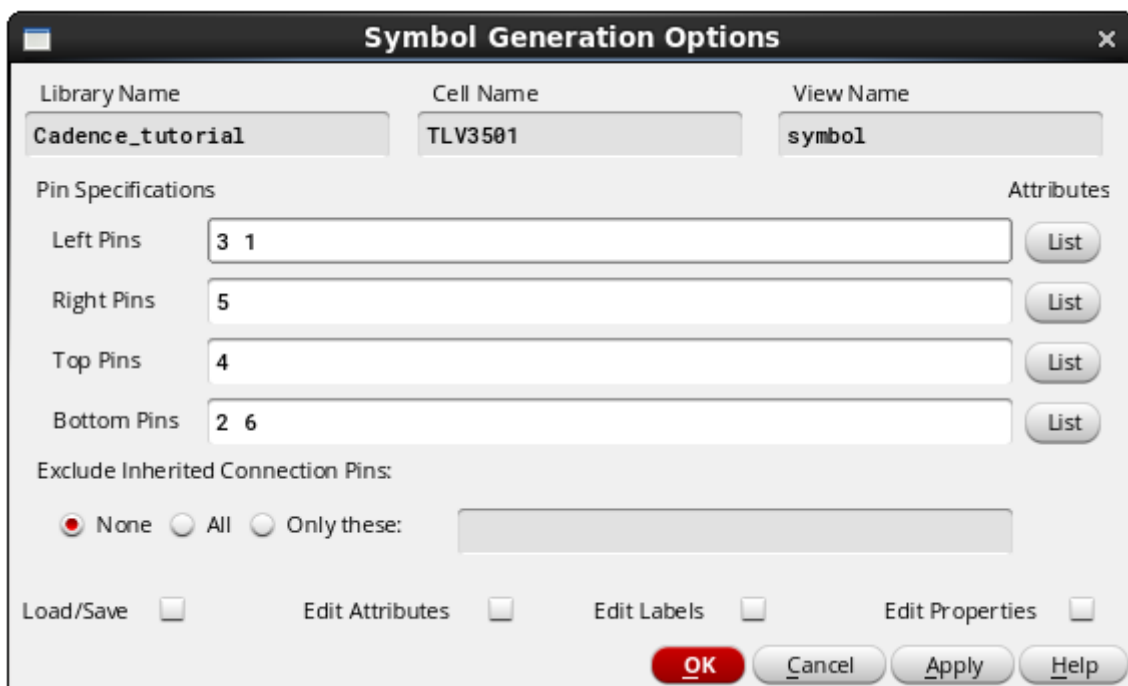 Symbol Generation Options
Library Name Cell Name View Name
Cadence_tutorial TLV3501 symbol
Pin Specifications Attributes
Left Pins 3 1 List
Right Pins 5 List
Top Pins 4 List
Bottom Pins 2 6 List
Exclude Inherited Connection Pins:
None All Only these:
Load/Save Edit Attributes Edit Labels Edit Properties
OK Cancel Apply Help